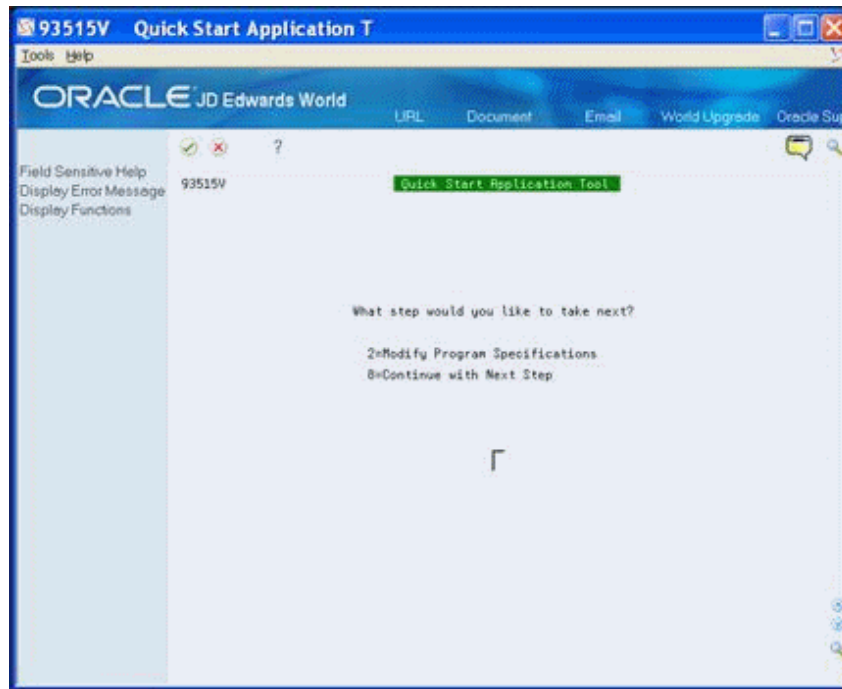 93515V Quick Start Application T
Tools Help
ORACLE JD Edwards World
URL Document Email World Upgrade Oracle Sup
?
Field Sensitive Help
Display Error Message
Display Functions
93515V Quick Start Application Tool
What step would you like to take next?
2=Modify Program Specifications
8=Continue with Next Step